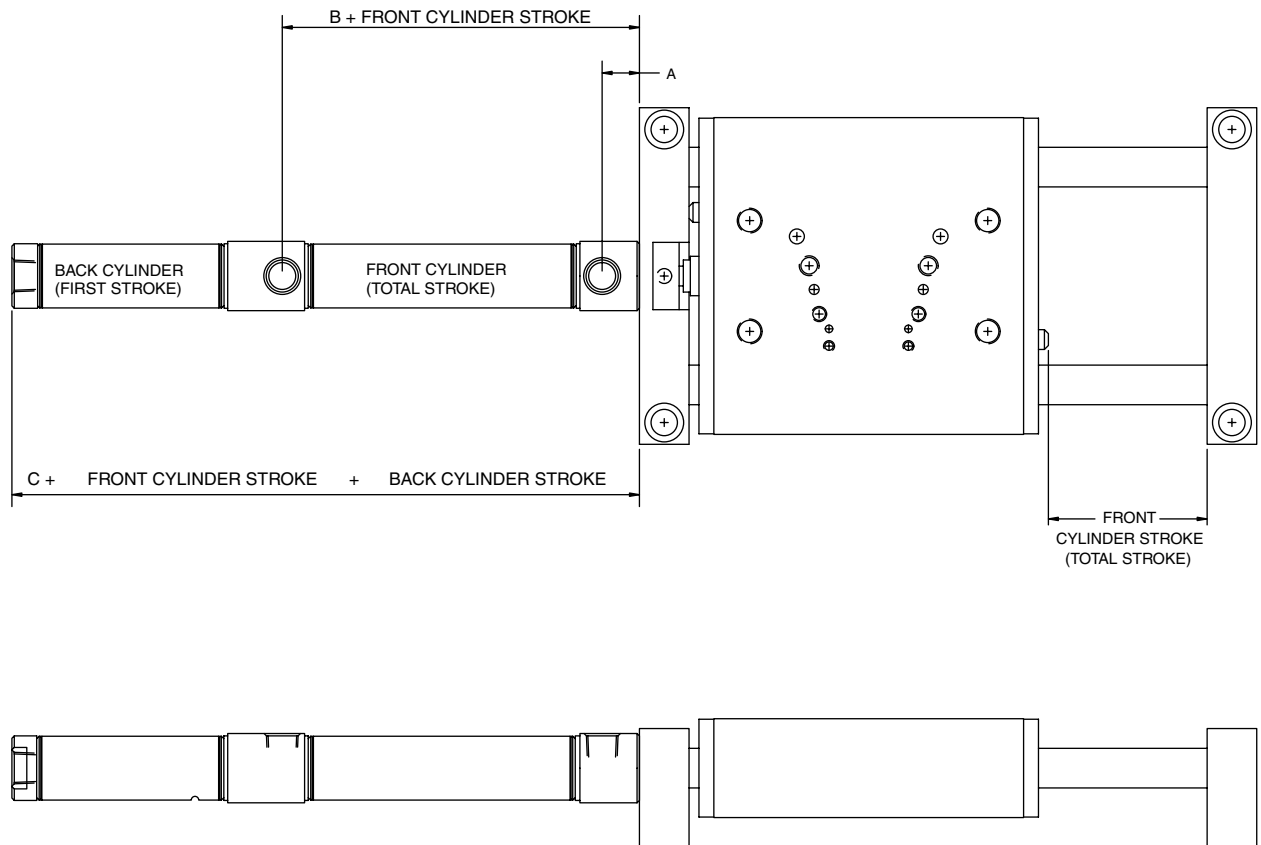 B + FRONT CYLINDER STROKE
A
BACK CYLINDER
(FIRST STROKE)
FRONT CYLINDER
(TOTAL STROKE)
C + FRONT CYLINDER STROKE + BACK CYLINDER STROKE
FRONT
CYLINDER STROKE
(TOTAL STROKE)